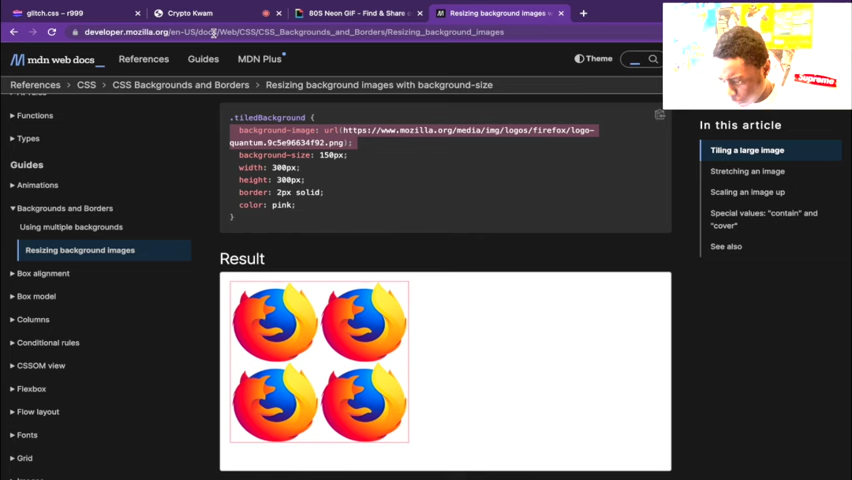 glitch.css – r999
Crypto Kwam
80S Neon GIF - Find & Share
Resizing background images w
developer.mozilla.org/en-US/docs/Web/CSS/CSS_Backgrounds_and_Borders/Resizing_background_images
mdn web docs
References
Guides
MDN Plus
Theme
References
CSS
CSS Backgrounds and Borders
Resizing background images with background-size
Functions
Types
Guides
Animations
Backgrounds and Borders
Using multiple backgrounds
Resizing background images
Box alignment
Box model
Columns
Conditional rules
CSSOM view
Flexbox
Flow layout
Fonts
Grid
.tiledBackground {
background-image: url(https://www.mozilla.org/media/img/logos/firefox/logo-
quantum.9c5e96634f92.png);
background-size: 150px;
width: 300px;
height: 300px;
border: 2px solid;
color: pink;
}
Result
In this article
Tiling a large image
Stretching an image
Scaling an image up
Special values: "contain" and
"cover"
See also
Supreme